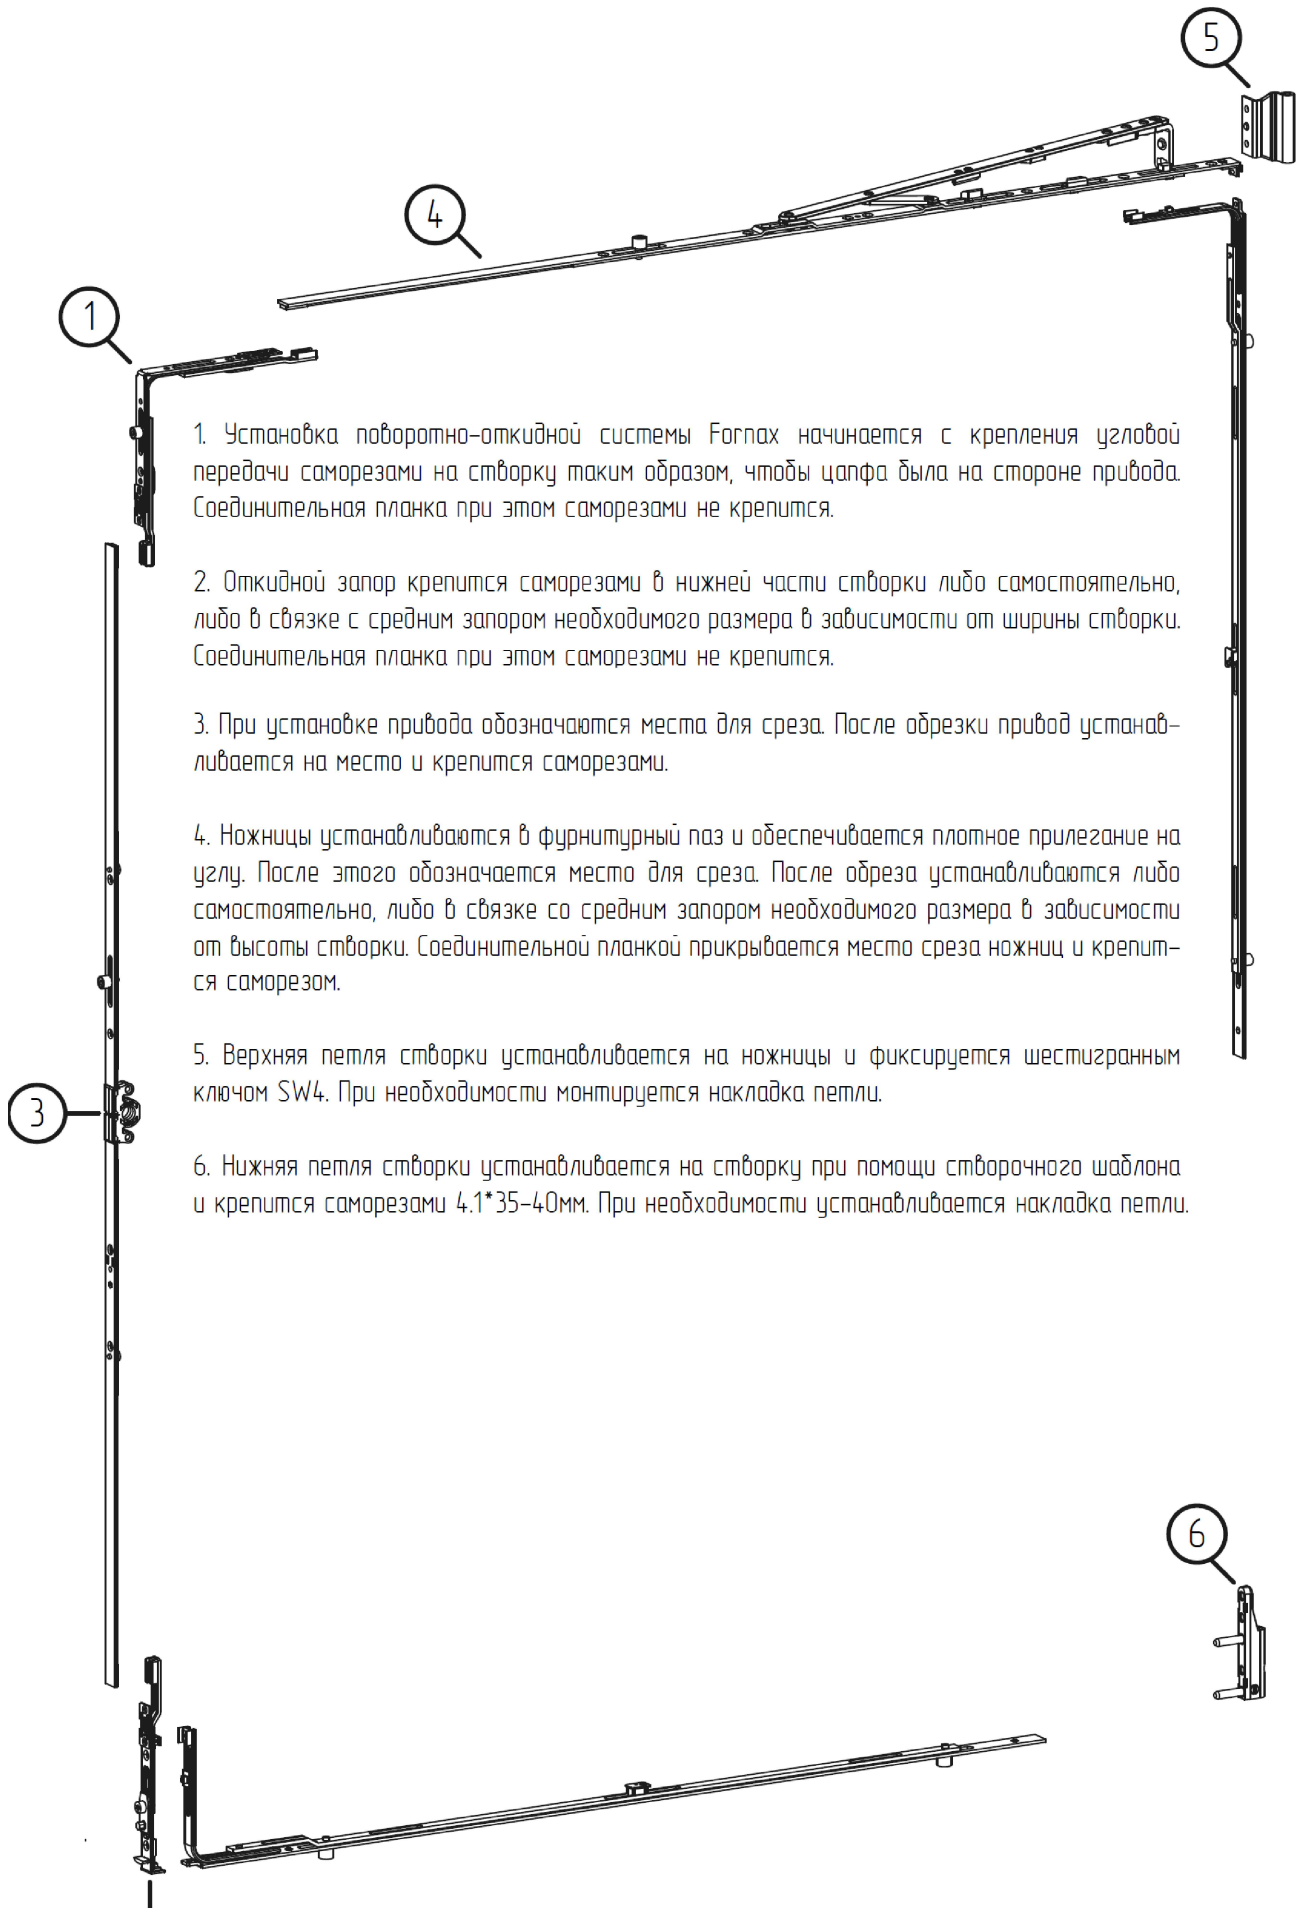 5
4
1
1. Установка поворотно-откидной системы Fornax начинается с крепления угловой
передачи саморезами на створку таким образом, чтобы цапфа была на стороне привода.
Соединительная планка при этом саморезами не крепится.
2. Откидной запор крепится саморезами в нижней части створки либо самостоятельно,
либо в связке с средним запором необходимого размера в зависимости от ширины створки.
Соединительная планка при этом саморезами не крепится.
3. При установке привода обозначаются места для среза. После обрезки привод устанав-
ливается на место и крепится саморезами.
4. Ножницы устанавливаются в фурнитурный паз и обеспечивается плотное прилегание на
углу. После этого обозначается место для среза. После обреза устанавливаются либо
самостоятельно, либо в связке со средним запором необходимого размера в зависимости
от высоты створки. Соединительной планкой прикрывается место среза ножниц и крепит-
ся саморезом.
5. Верхняя петля створки устанавливается на ножницы и фиксируется шестигранным
ключом SW4. При необходимости монтируется накладка петли.
3
6. Нижняя петля створки устанавливается на створку при помощи створочного шаблона
и крепится саморезами 4.1*35-40мм. При необходимости устанавливается накладка петли.
6